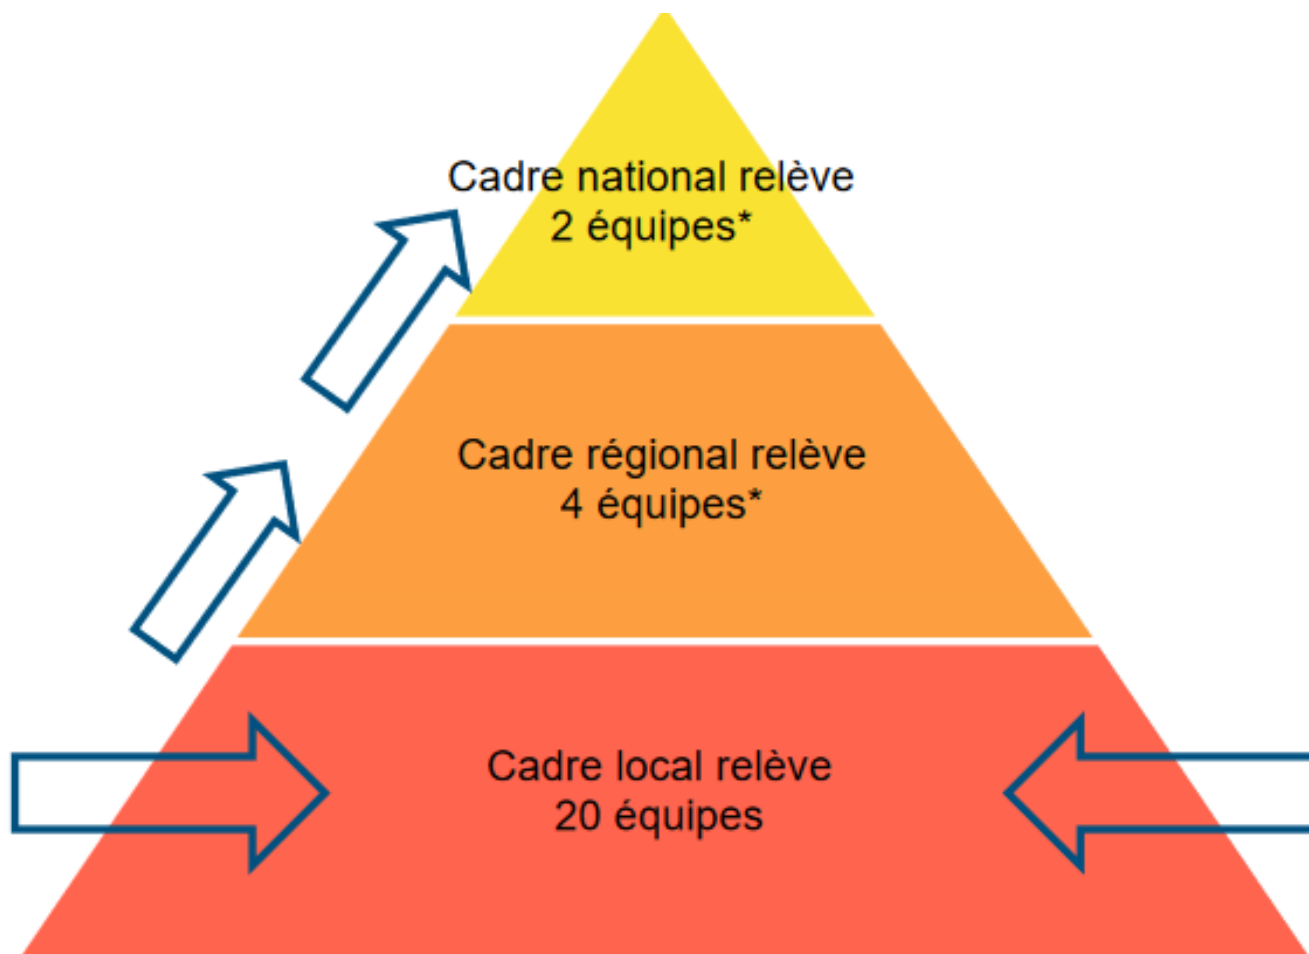 Cadre national relève
2 équipes*
Cadre régional relève
4 équipes*
Cadre local relève
20 équipes